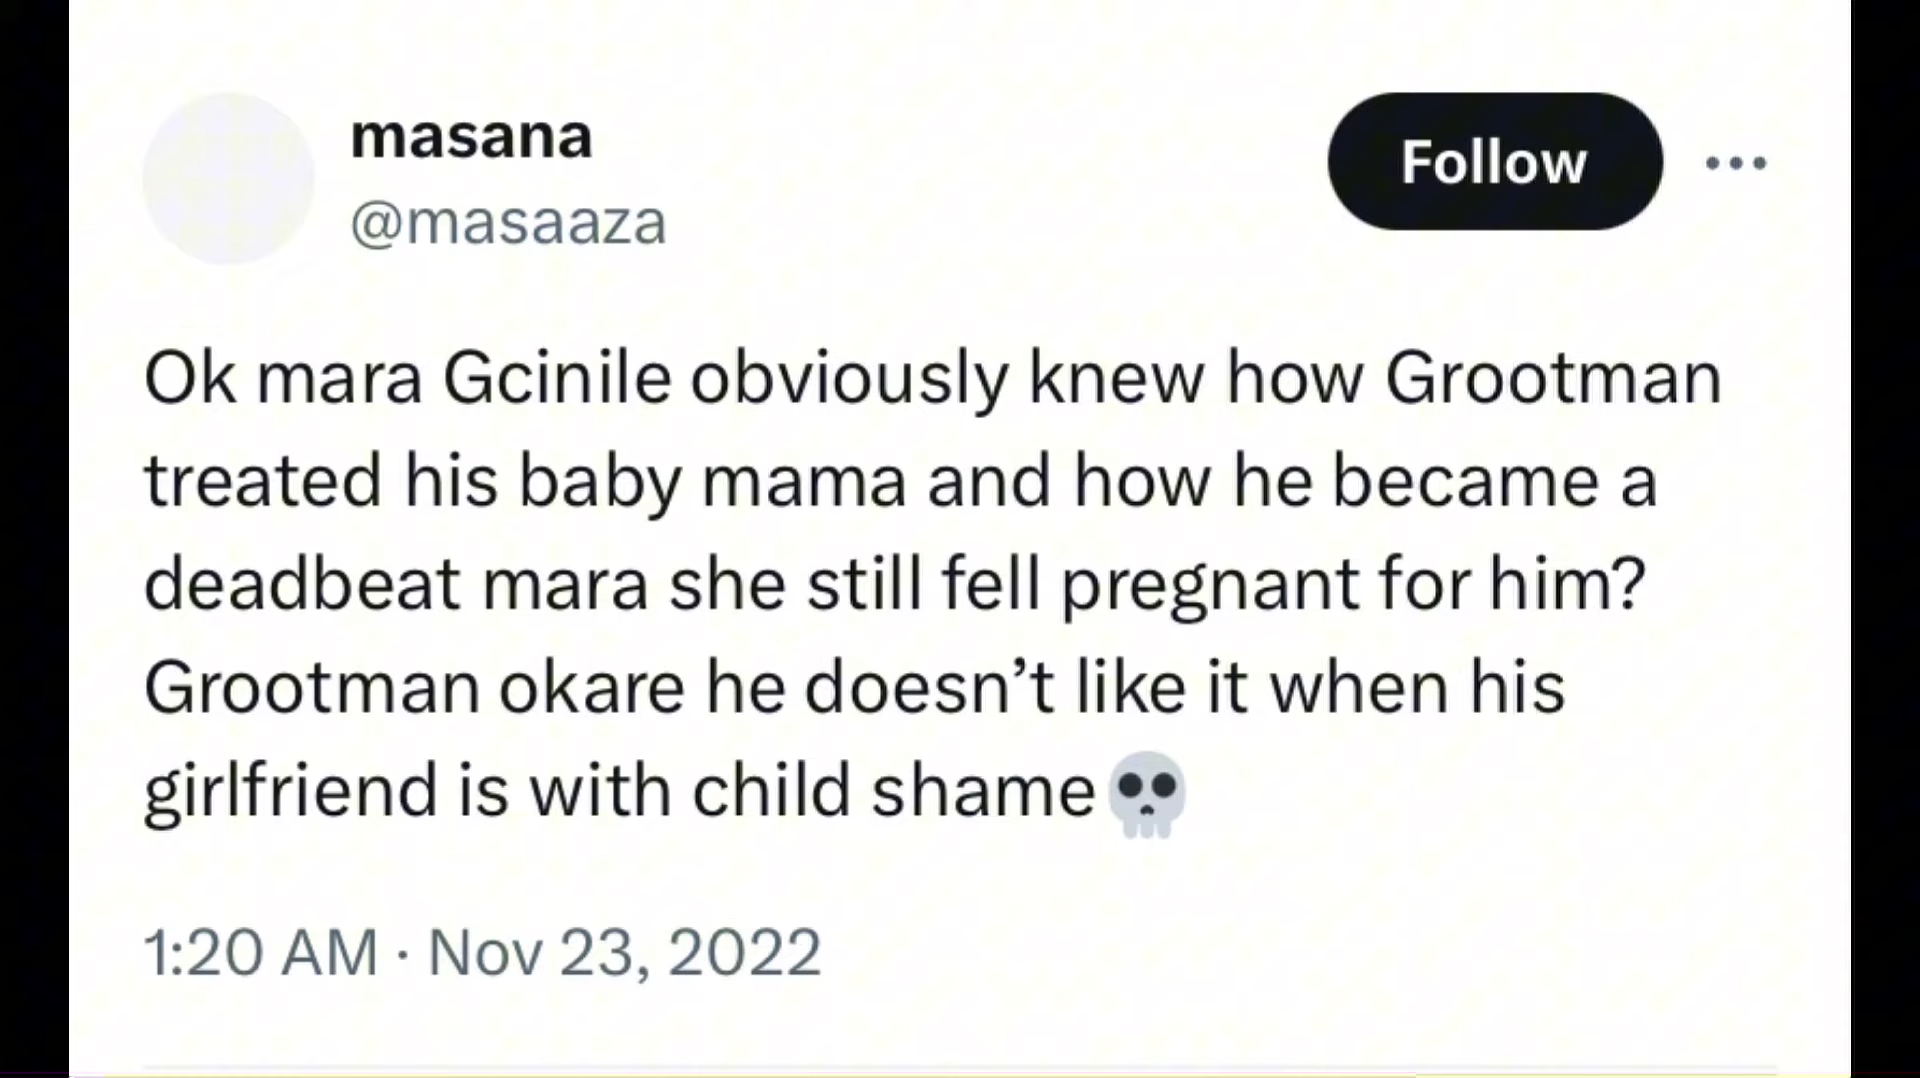 masana
@masaaza
Follow
Ok mara Gcinile obviously knew how Grootman
treated his baby mama and how he became a
deadbeat mara she still fell pregnant for him?
Grootman okare he doesn’t like it when his
girlfriend is with child shame💀
1:20 AM · Nov 23, 2022